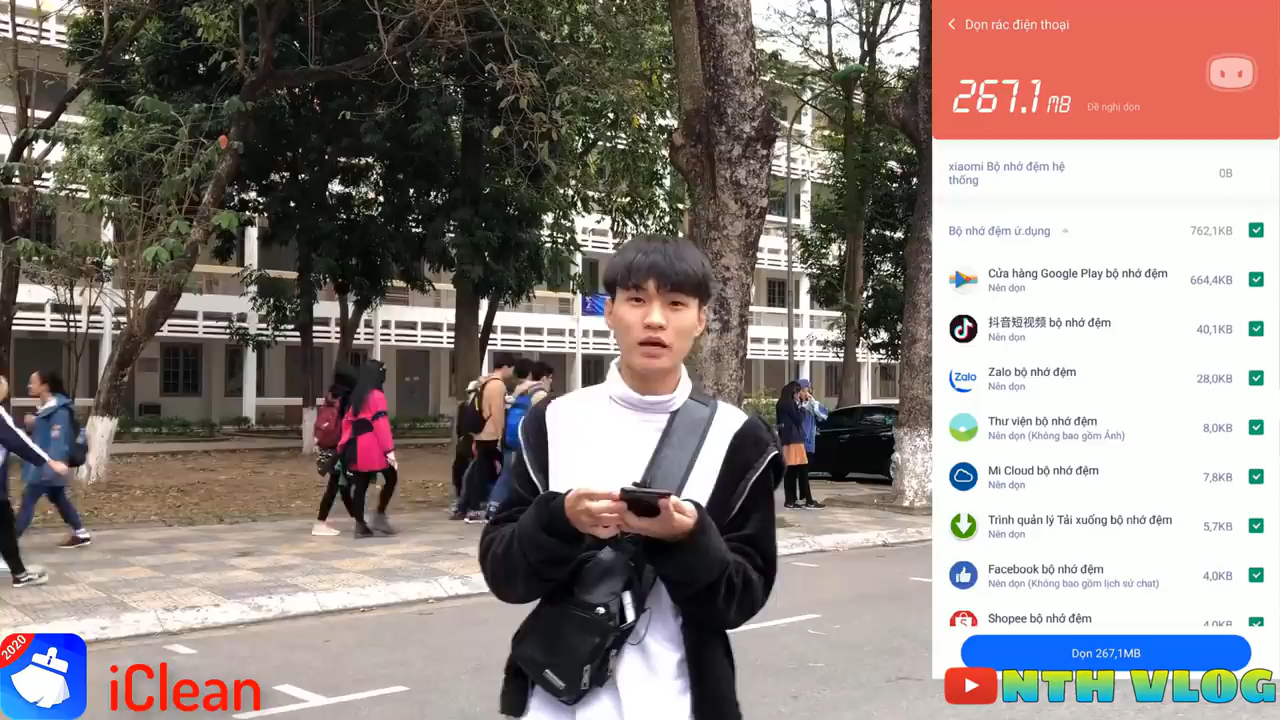 Dọn rác điện thoại
267.1 MB Đề nghị dọn
xiaomi Bộ nhớ đệm hệ
thống
0B
Bộ nhớ đệm ứ.dụng
762,1KB
Cửa hàng Google Play bộ nhớ đệm
Nên dọn
664,4KB
抖音短视频 bộ nhớ đệm
Nên dọn
40,1KB
Zalo
Zalo bộ nhớ đệm
Nên dọn
28,0KB
Thư viện bộ nhớ đệm
Nên dọn (Không bao gồm Ảnh)
8,0KB
Mi Cloud bộ nhớ đệm
Nên dọn
7,8KB
Trình quản lý Tải xuống bộ nhớ đệm
Nên dọn
5,7KB
Facebook bộ nhớ đệm
Nên dọn (Không bao gồm lịch sử chat)
4,0KB
Shopee bộ nhớ đệm
4,0KB
Dọn 267,1MB
2020
iClean
NTH VLOG